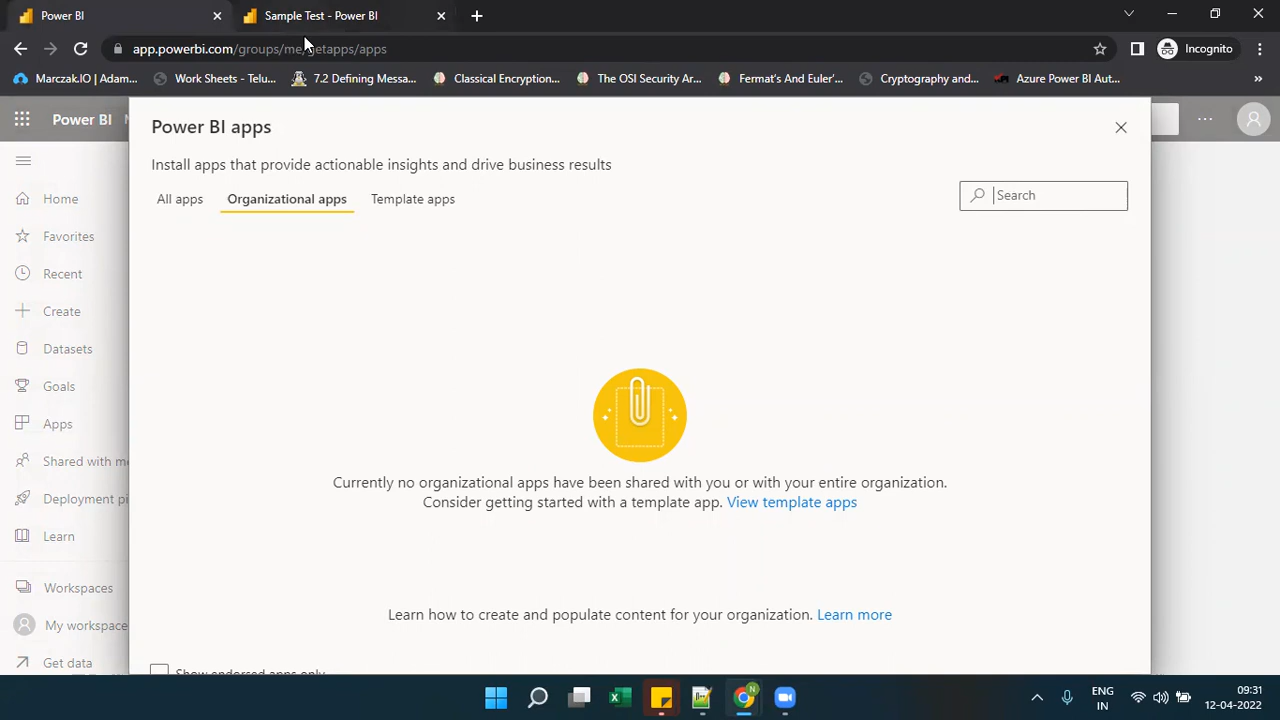 Power BI
Sample Test - Power BI
app.powerbi.com/groups/me/getapps/apps
Incognito
Marczak.IO | Adam...
Work Sheets - Telu...
7.2 Defining Messa...
Classical Encryption...
The OSI Security Ar...
Fermat's And Euler'...
Cryptography and...
Azure Power BI Aut...
»
Power BI
Power BI apps
Install apps that provide actionable insights and drive business results
All apps
Organizational apps
Template apps
Search
Home
Favorites
Recent
Create
Datasets
Goals
Apps
Shared with me
Deployment pi
Learn
Workspaces
My workspace
Get data
Currently no organizational apps have been shared with you or with your entire organization.
Consider getting started with a template app. View template apps
Learn how to create and populate content for your organization. Learn more
Show endorsed apps only
N
ENG
IN
09:31
12-04-2022